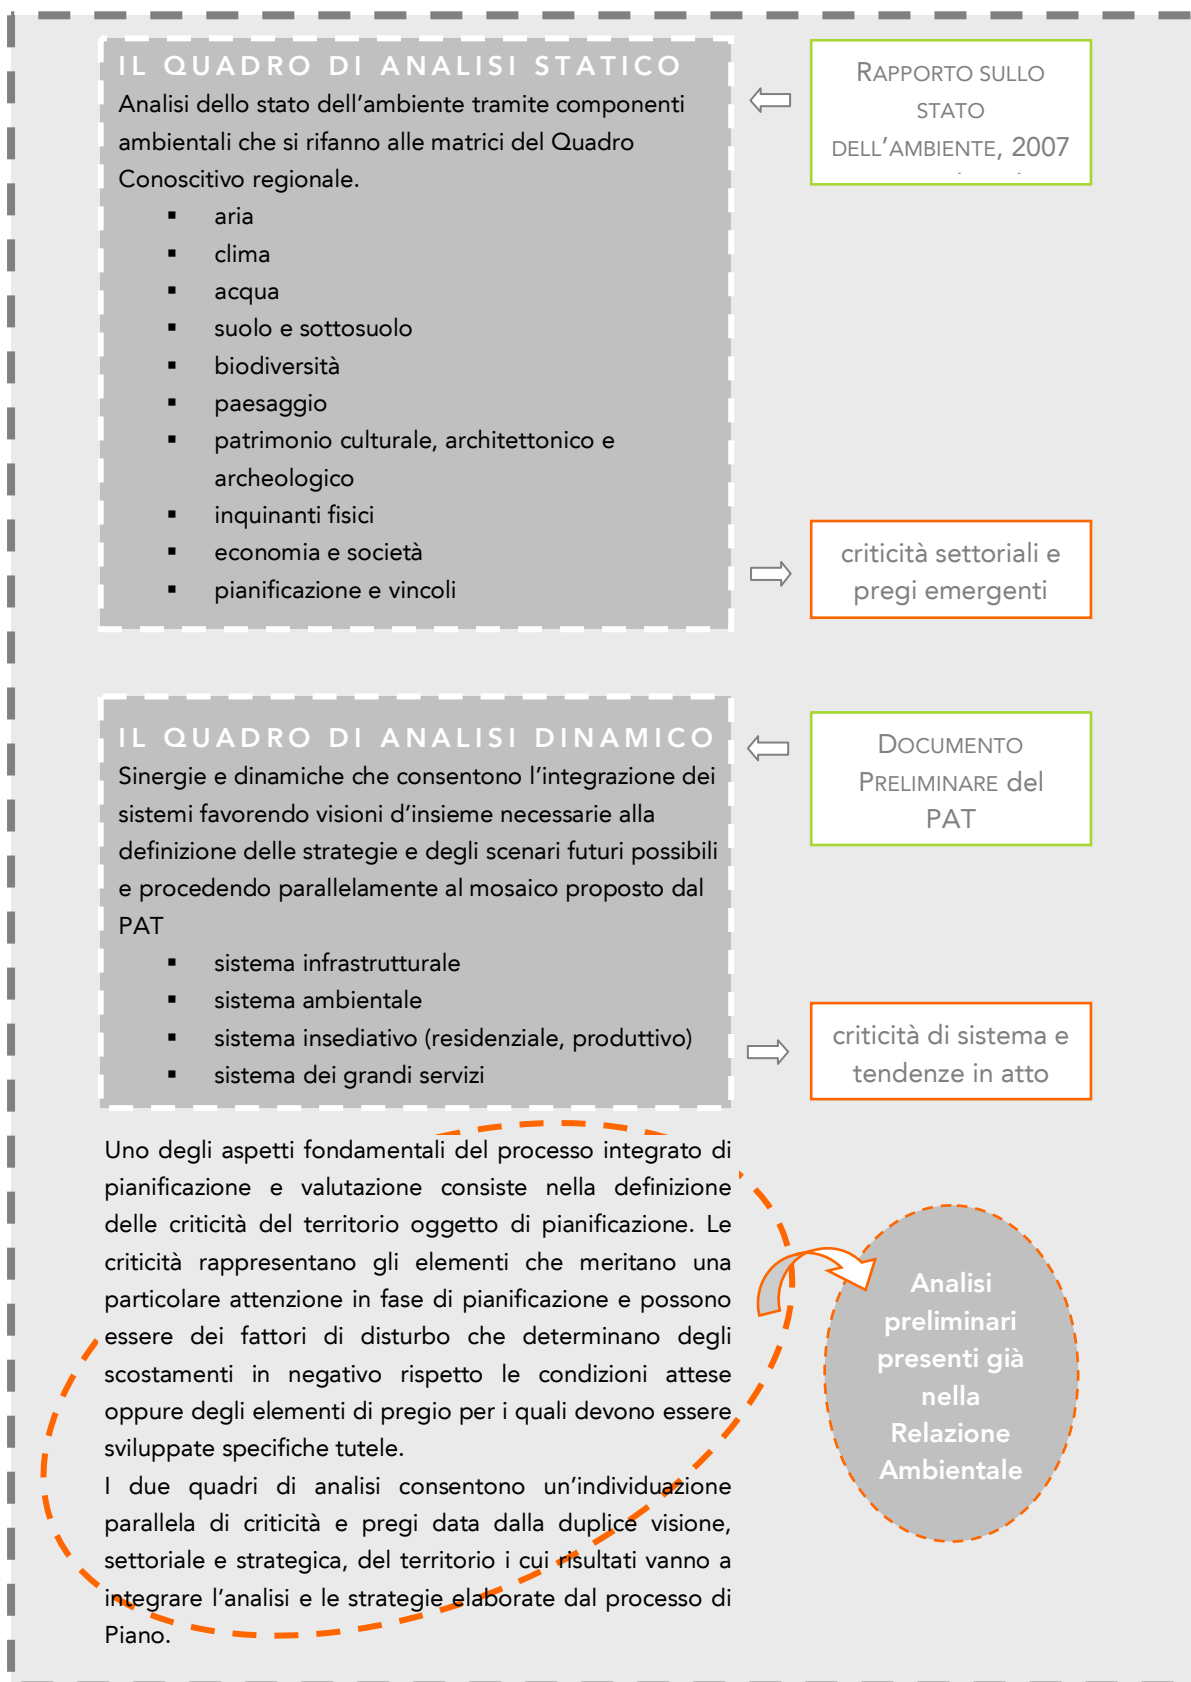 IL QUADRO DI ANALISI STATICO
Analisi dello stato dell'ambiente tramite componenti
ambientali che si rifanno alle matrici del Quadro
Conoscitivo regionale.
▪ aria
▪ clima
▪ acqua
▪ suolo e sottosuolo
▪ biodiversità
▪ paesaggio
▪ patrimonio culturale, architettonico e
archeologico
▪ inquinanti fisici
▪ economia e società
▪ pianificazione e vincoli
RAPPORTO SULLO
STATO
DELL'AMBIENTE, 2007
criticità settoriali e
pregi emergenti
IL QUADRO DI ANALISI DINAMICO
Sinergie e dinamiche che consentono l'integrazione dei
sistemi favorendo visioni d'insieme necessarie alla
definizione delle strategie e degli scenari futuri possibili
e procedendo parallelamente al mosaico proposto dal
PAT
▪ sistema infrastrutturale
▪ sistema ambientale
▪ sistema insediativo (residenziale, produttivo)
▪ sistema dei grandi servizi
DOCUMENTO
PRELIMINARE del
PAT
criticità di sistema e
tendenze in atto
Uno degli aspetti fondamentali del processo integrato di
pianificazione e valutazione consiste nella definizione
delle criticità del territorio oggetto di pianificazione. Le
criticità rappresentano gli elementi che meritano una
particolare attenzione in fase di pianificazione e possono
essere dei fattori di disturbo che determinano degli
scostamenti in negativo rispetto le condizioni attese
oppure degli elementi di pregio per i quali devono essere
sviluppate specifiche tutele.
I due quadri di analisi consentono un'individuazione
parallela di criticità e pregi data dalla duplice visione,
settoriale e strategica, del territorio i cui risultati vanno a
integrare l'analisi e le strategie elaborate dal processo di
Piano.
Analisi
preliminari
presenti già
nella
Relazione
Ambientale